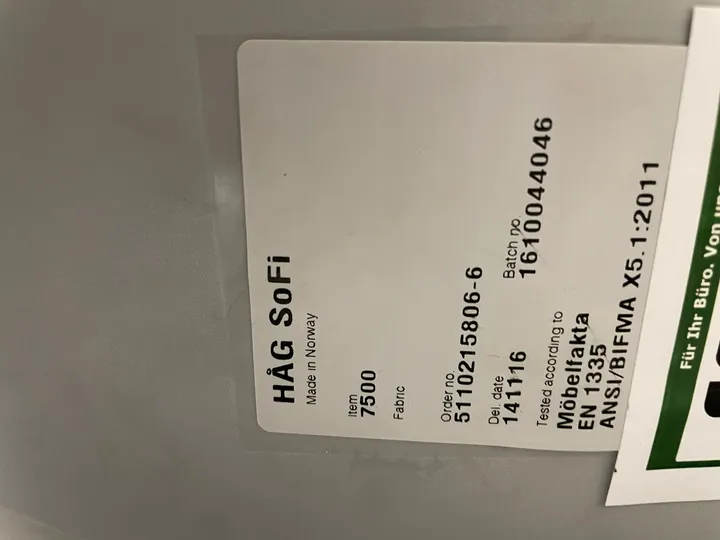 HÅG SoFi
Made in Norway
Item
7500
Fabric
Order no.
5110215806-6
Del. date
141116
Batch no.
1610044046
Tested according to
Möbelfakta
EN 1335
ANSI/BIFMA X5.1:2011
Für Ihr Büro. Von